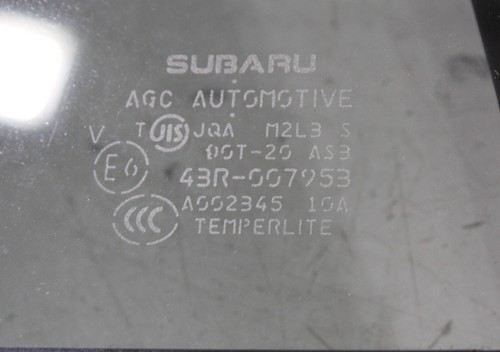 SUBARU
AGC AUTOMOTIVE
V T JIS JQA M2L3 S
DOT-20 AS3
E6 43R-007953
CCC A002345 10A
TEMPERLITE